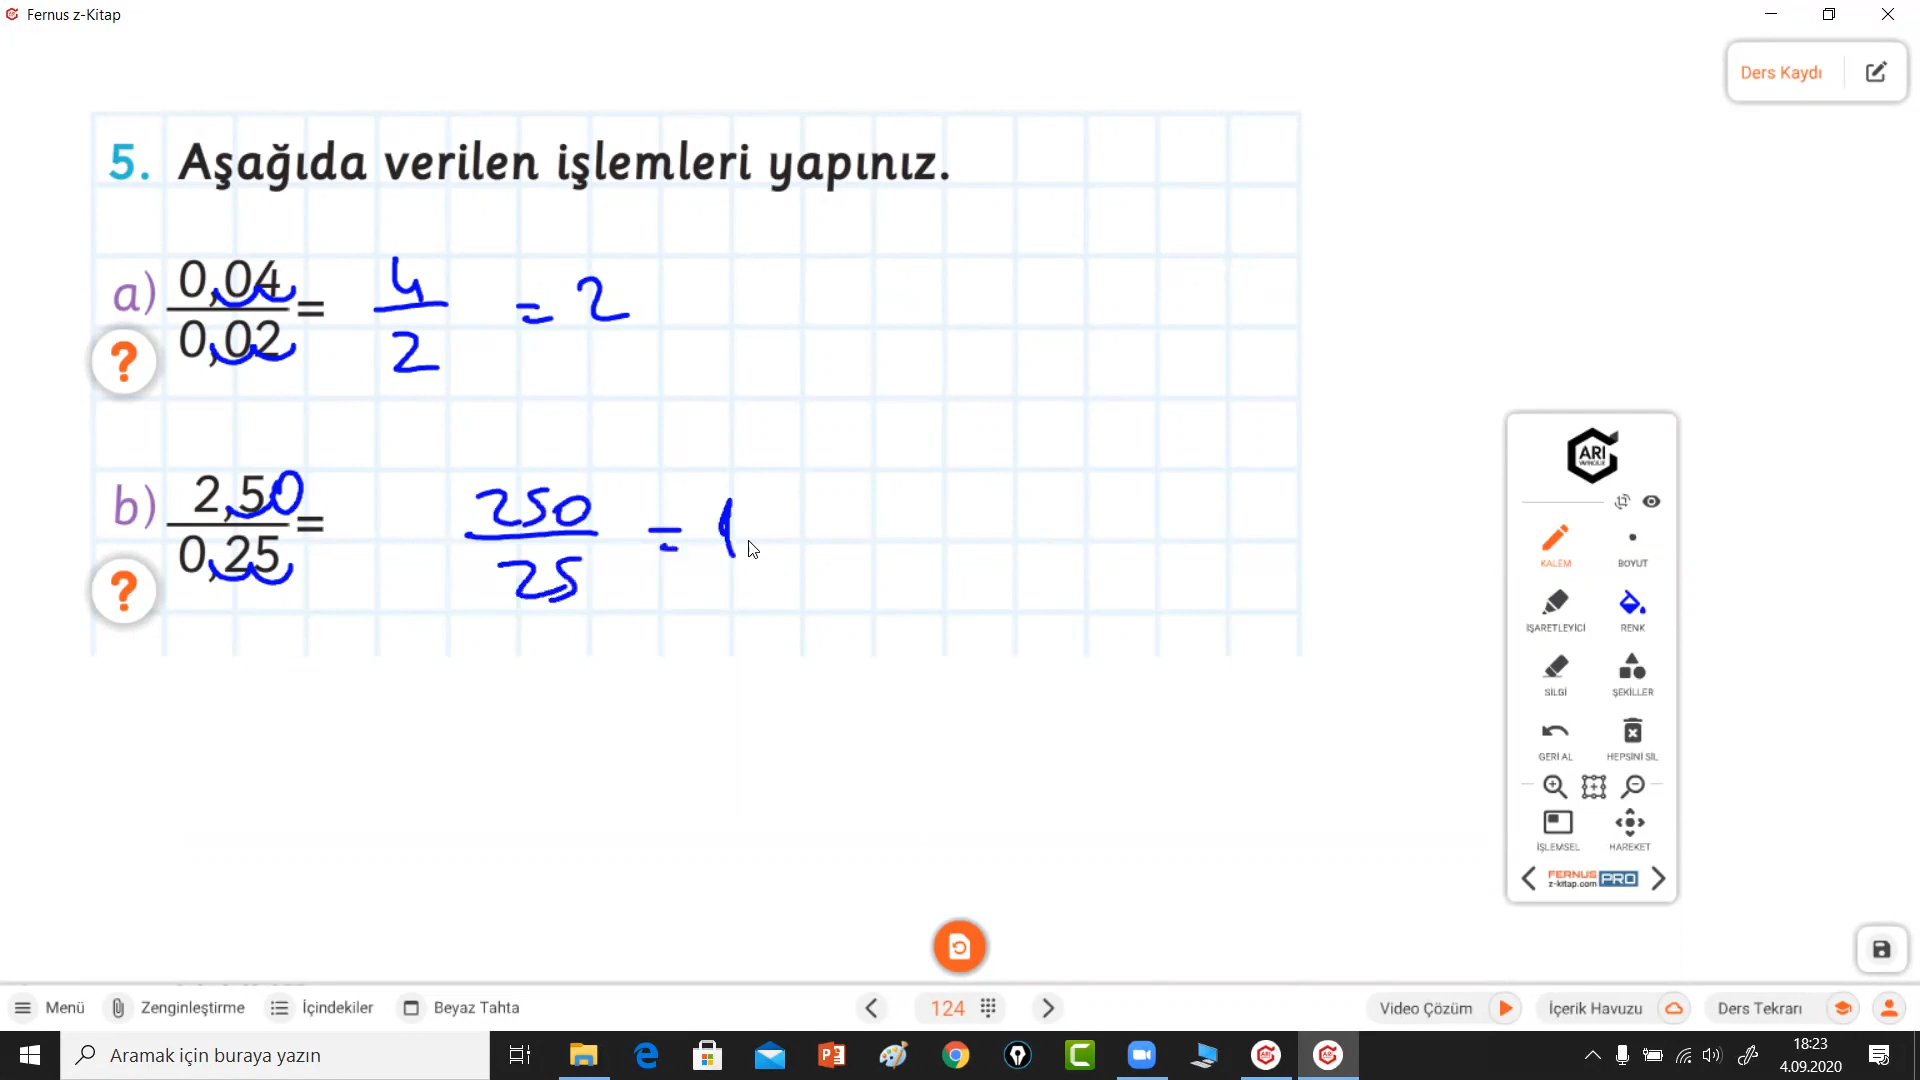 Fernus z-Kitap
Ders Kaydı
5. Aşağıda verilen işlemleri yapınız.
a) 0,04 / 0,02 = 4 / 2 = 2
b) 2,50 / 0,25 = 250 / 25 = 1
ARI
YAYINCILIK
KALEM BOYUT
İŞARETLEYİCİ RENK
SİLGİ ŞEKİLLER
GERİ AL HEPSİNİ SİL
İŞLEMSEL HAREKET
FERNUS
z-kitap.com PRO
Menü Zenginleştirme İçindekiler Beyaz Tahta 124 Video Çözüm İçerik Havuzu Ders Tekrarı
Aramak için buraya yazın
18:23
4.09.2020